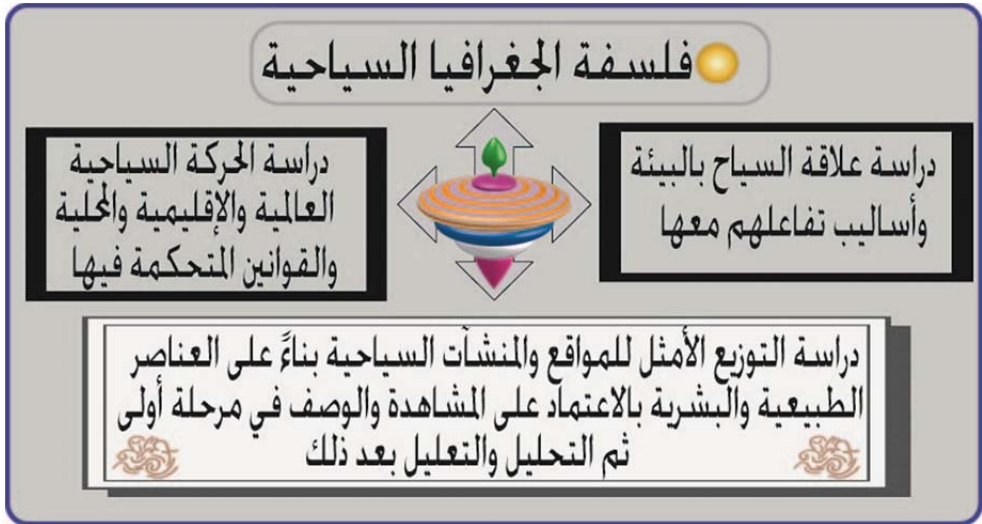 فلسفة الجغرافيا السياحية
دراسة علاقة السياح بالبيئة
وأساليب تفاعلهم معها
دراسة الحركة السياحية
العالمية والإقليمية والمحلية
والقوانين المتحكمة فيها
دراسة التوزيع الأمثل للمواقع والمنشآت السياحية بناءً على العناصر
الطبيعية والبشرية بالاعتماد على المشاهدة والوصف في مرحلة أولى
ثم التحليل والتعليل بعد ذلك